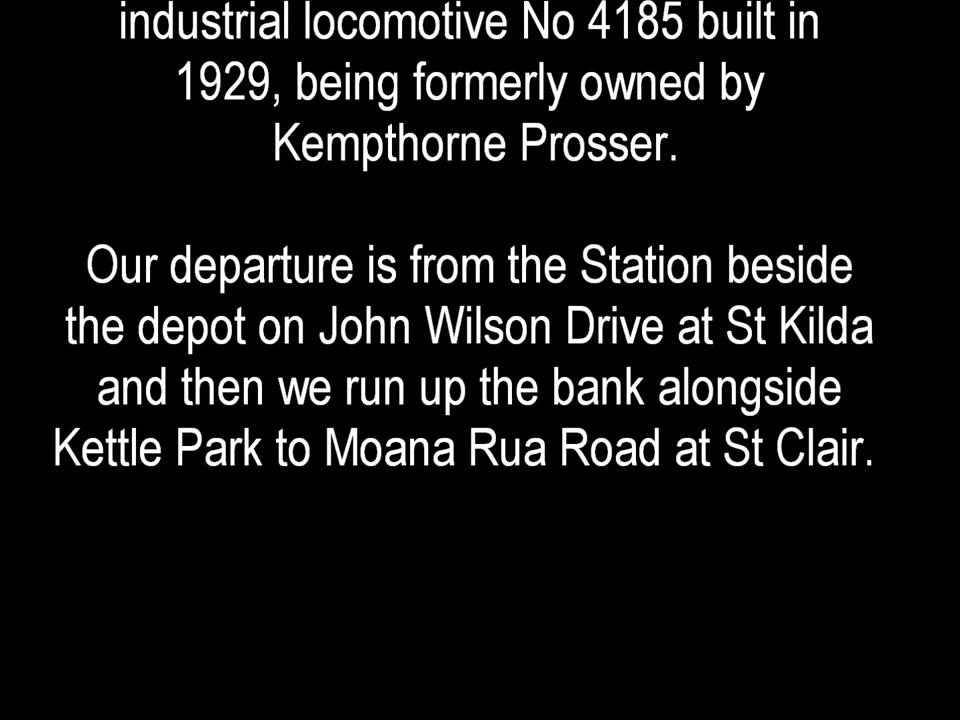 industrial locomotive No 4185 built in
1929, being formerly owned by
Kempthorne Prosser.
Our departure is from the Station beside
the depot on John Wilson Drive at St Kilda
and then we run up the bank alongside
Kettle Park to Moana Rua Road at St Clair.